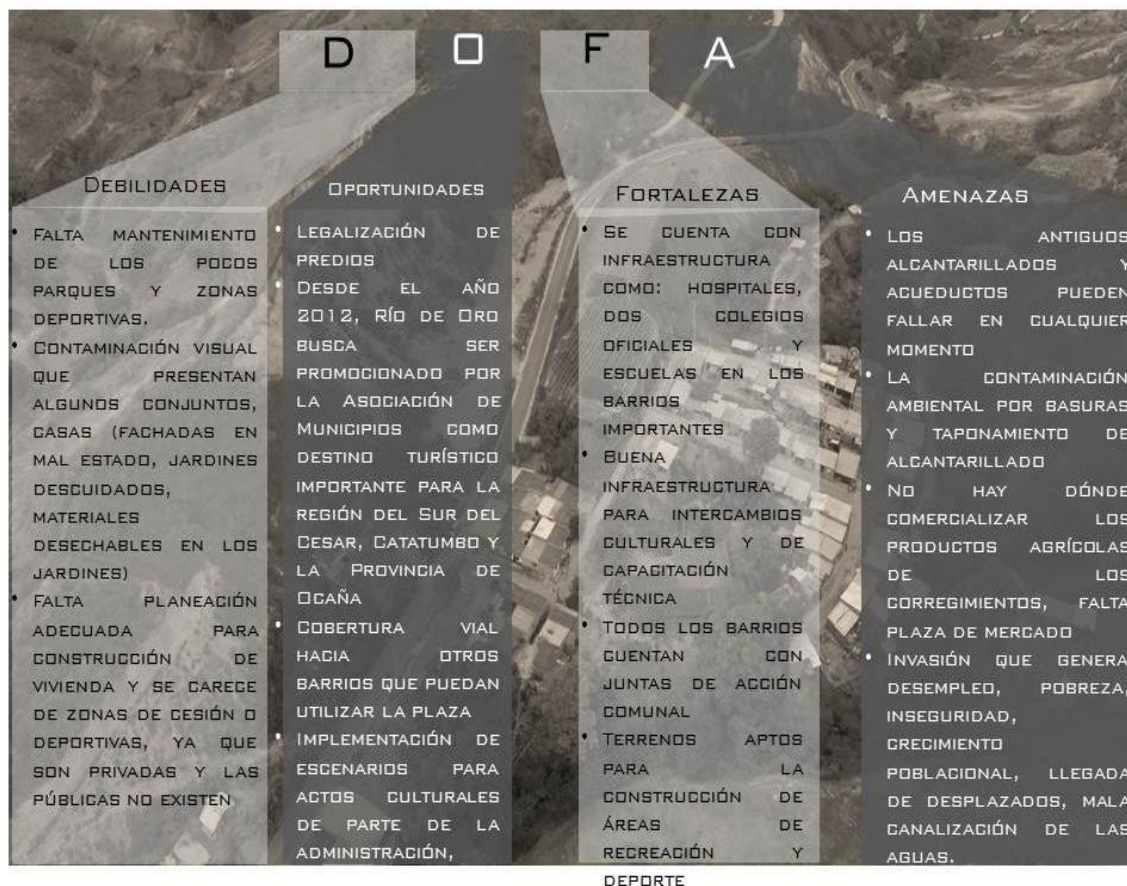 D O F A
DEBILIDADES
• FALTA MANTENIMIENTO
DE LOS POCOS
PARQUES Y ZONAS
DEPORTIVAS.
• CONTAMINACIÓN VISUAL
QUE PRESENTAN
ALGUNOS CONJUNTOS,
CASAS (FACHADAS EN
MAL ESTADO, JARDINES
DESCUIDADOS,
MATERIALES
DESECHABLES EN LOS
JARDINES)
• FALTA PLANEACIÓN
ADECUADA PARA
CONSTRUCCIÓN DE
VIVIENDA Y SE CARECE
DE ZONAS DE CESIÓN O
DEPORTIVAS, YA QUE
SON PRIVADAS Y LAS
PÚBLICAS NO EXISTEN
OPORTUNIDADES
• LEGALIZACIÓN DE
PREDIOS
• DESDE EL AÑO
2012, RÍO DE ORO
BUSCA SER
PROMOCIONADO POR
LA ASOCIACIÓN DE
MUNICIPIOS COMO
DESTINO TURÍSTICO
IMPORTANTE PARA LA
REGIÓN DEL SUR DEL
CESAR, CATATUMBO Y
LA PROVINCIA DE
OCAÑA
• COBERTURA VIAL
HACIA OTROS
BARRIOS QUE PUEDAN
UTILIZAR LA PLAZA
• IMPLEMENTACIÓN DE
ESCENARIOS PARA
ACTOS CULTURALES
DE PARTE DE LA
ADMINISTRACIÓN,
FORTALEZAS
• SE CUENTA CON
INFRAESTRUCTURA
COMO: HOSPITALES,
DOS COLEGIOS
OFICIALES Y
ESCUELAS EN LOS
BARRIOS
IMPORTANTES
• BUENA
INFRAESTRUCTURA
PARA INTERCAMBIOS
CULTURALES Y DE
CAPACITACIÓN
TÉCNICA
• TODOS LOS BARRIOS
CUENTAN CON
JUNTAS DE ACCIÓN
COMUNAL
• TERRENOS APTOS
PARA LA
CONSTRUCCIÓN DE
ÁREAS DE
RECREACIÓN Y
DEPORTE
AMENAZAS
• LOS ANTIGUOS
ALCANTARILLADOS Y
ACUEDUCTOS PUEDEN
FALLAR EN CUALQUIER
MOMENTO
• LA CONTAMINACIÓN
AMBIENTAL POR BASURAS
Y TAPONAMIENTO DE
ALCANTARILLADO
• NO HAY DÓNDE
COMERCIALIZAR LOS
PRODUCTOS AGRÍCOLAS
DE LOS
CORREGIMIENTOS, FALTA
PLAZA DE MERCADO
• INVASIÓN QUE GENERA
DESEMPLEO, POBREZA,
INSEGURIDAD,
CRECIMIENTO
POBLACIONAL, LLEGADA
DE DESPLAZADOS, MALA
CANALIZACIÓN DE LAS
AGUAS.